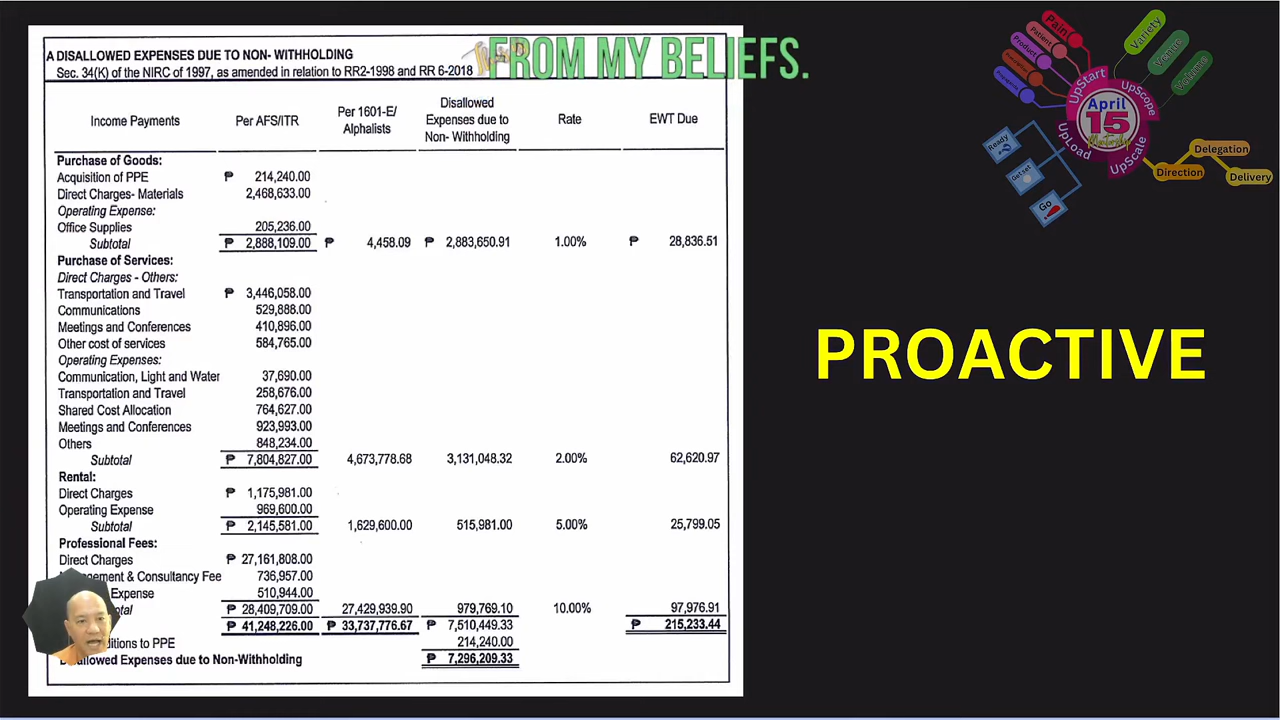 A DISALLOWED EXPENSES DUE TO NON- WITHHOLDING
Sec. 34(K) of the NIRC of 1997, as amended in relation to RR2-1998 and RR 6-2018
FROM MY BELIEFS.
Income Payments Per AFS/ITR Per 1601-E/ Alphalists Disallowed Expenses due to Non- Withholding Rate EWT Due
Purchase of Goods:
Acquisition of PPE ₱ 214,240.00
Direct Charges- Materials 2,468,633.00
Operating Expense:
Office Supplies 205,236.00
Subtotal ₱ 2,888,109.00 ₱ 4,458.09 ₱ 2,883,650.91 1.00% ₱ 28,836.51
Purchase of Services:
Direct Charges - Others:
Transportation and Travel ₱ 3,446,058.00
Communications 529,888.00
Meetings and Conferences 410,896.00
Other cost of services 584,765.00
Operating Expenses:
Communication, Light and Water 37,690.00
Transportation and Travel 258,676.00
Shared Cost Allocation 764,627.00
Meetings and Conferences 923,993.00
Others 848,234.00
Subtotal ₱ 7,804,827.00 4,673,778.68 3,131,048.32 2.00% 62,620.97
Rental:
Direct Charges ₱ 1,175,981.00
Operating Expense 969,600.00
Subtotal ₱ 2,145,581.00 1,629,600.00 515,981.00 5.00% 25,799.05
Professional Fees:
Direct Charges ₱ 27,161,808.00
ement & Consultancy Fee 736,957.00
Expense 510,944.00
otal ₱ 28,409,709.00 27,429,939.90 979,769.10 10.00% 97,976.91
₱ 41,248,226.00 ₱ 33,737,776.67 ₱ 7,510,449.33 ₱ 215,233.44
ditions to PPE 214,240.00
allowed Expenses due to Non-Withholding ₱ 7,296,209.33
PROACTIVE
Pain
Patient
Product
UpStart
Variety
Venture
Volume
UpScope
April
15
Maturity
UpLoad
UpScale
Ready
Getset
Go
Direction
Delegation
Delivery